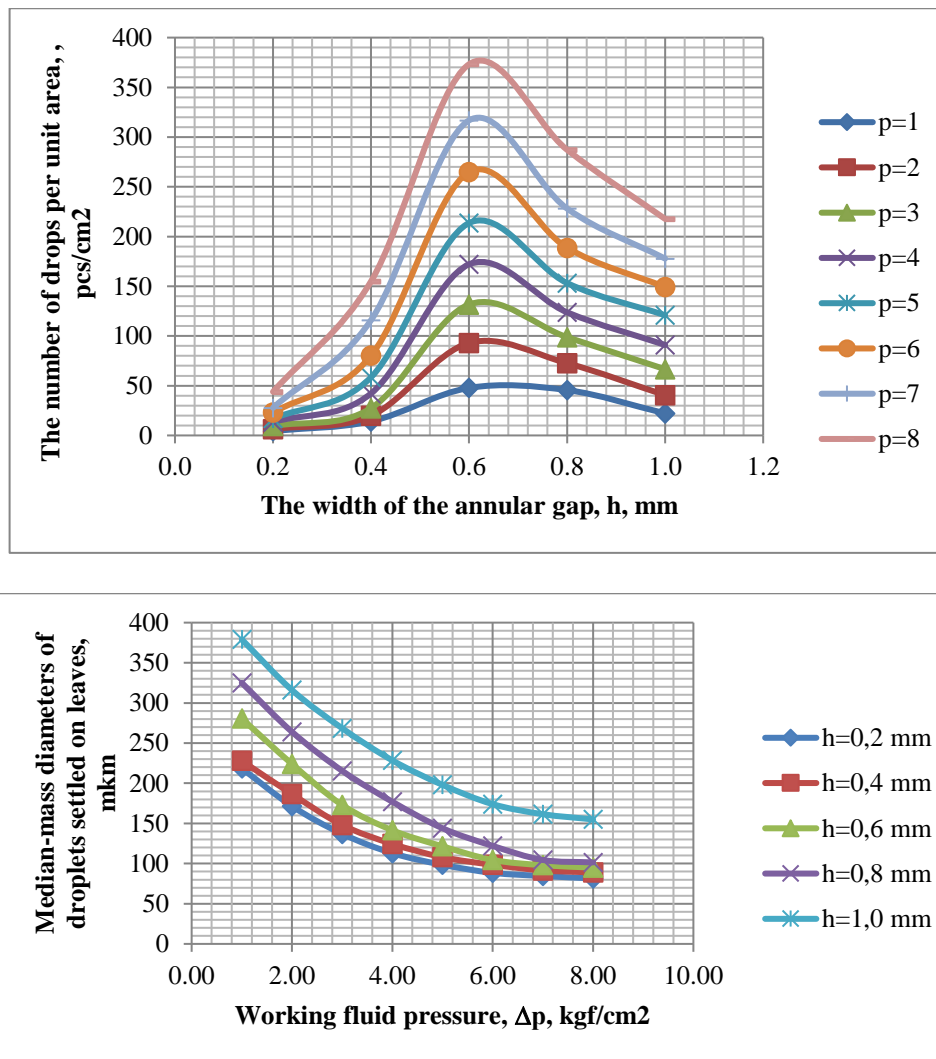 The number of drops per unit area, ,
pcs/cm2
400
350
300
250
200
150
100
50
0
0.0 0.2 0.4 0.6 0.8 1.0 1.2
The width of the annular gap, h, mm
p=1
p=2
p=3
p=4
p=5
p=6
p=7
p=8
Median-mass diameters of
droplets settled on leaves,
mkm
400
350
300
250
200
150
100
50
0
0.00 2.00 4.00 6.00 8.00 10.00
Working fluid pressure, Δp, kgf/cm2
h=0,2 mm
h=0,4 mm
h=0,6 mm
h=0,8 mm
h=1,0 mm